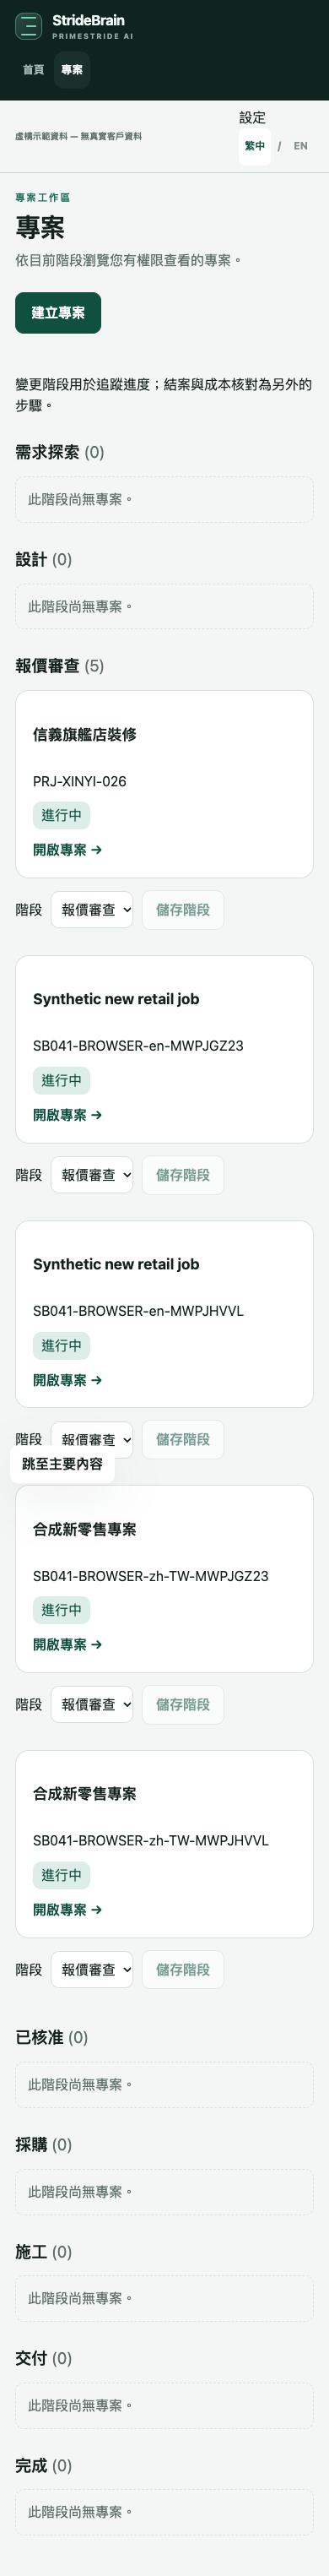 StrideBrain
PRIMESTRIDE AI
首頁 專案
設定
虛構示範資料 — 無真實客戶資料
繁中 / EN
專案工作區
專案
依目前階段瀏覽您有權限查看的專案。
建立專案
變更階段用於追蹤進度；結案與成本核對為另外的
步驟。
需求探索 (0)
此階段尚無專案。
設計 (0)
此階段尚無專案。
報價審查 (5)
信義旗艦店裝修
PRJ-XINYI-026
進行中
開啟專案 →
階段 報價審查 儲存階段
Synthetic new retail job
SB041-BROWSER-en-MWPJGZ23
進行中
開啟專案 →
階段 報價審查 儲存階段
Synthetic new retail job
SB041-BROWSER-en-MWPJHVVL
進行中
開啟專案 →
階段 報價審查 儲存階段
跳至主要內容
合成新零售專案
SB041-BROWSER-zh-TW-MWPJGZ23
進行中
開啟專案 →
階段 報價審查 儲存階段
合成新零售專案
SB041-BROWSER-zh-TW-MWPJHVVL
進行中
開啟專案 →
階段 報價審查 儲存階段
已核准 (0)
此階段尚無專案。
採購 (0)
此階段尚無專案。
施工 (0)
此階段尚無專案。
交付 (0)
此階段尚無專案。
完成 (0)
此階段尚無專案。